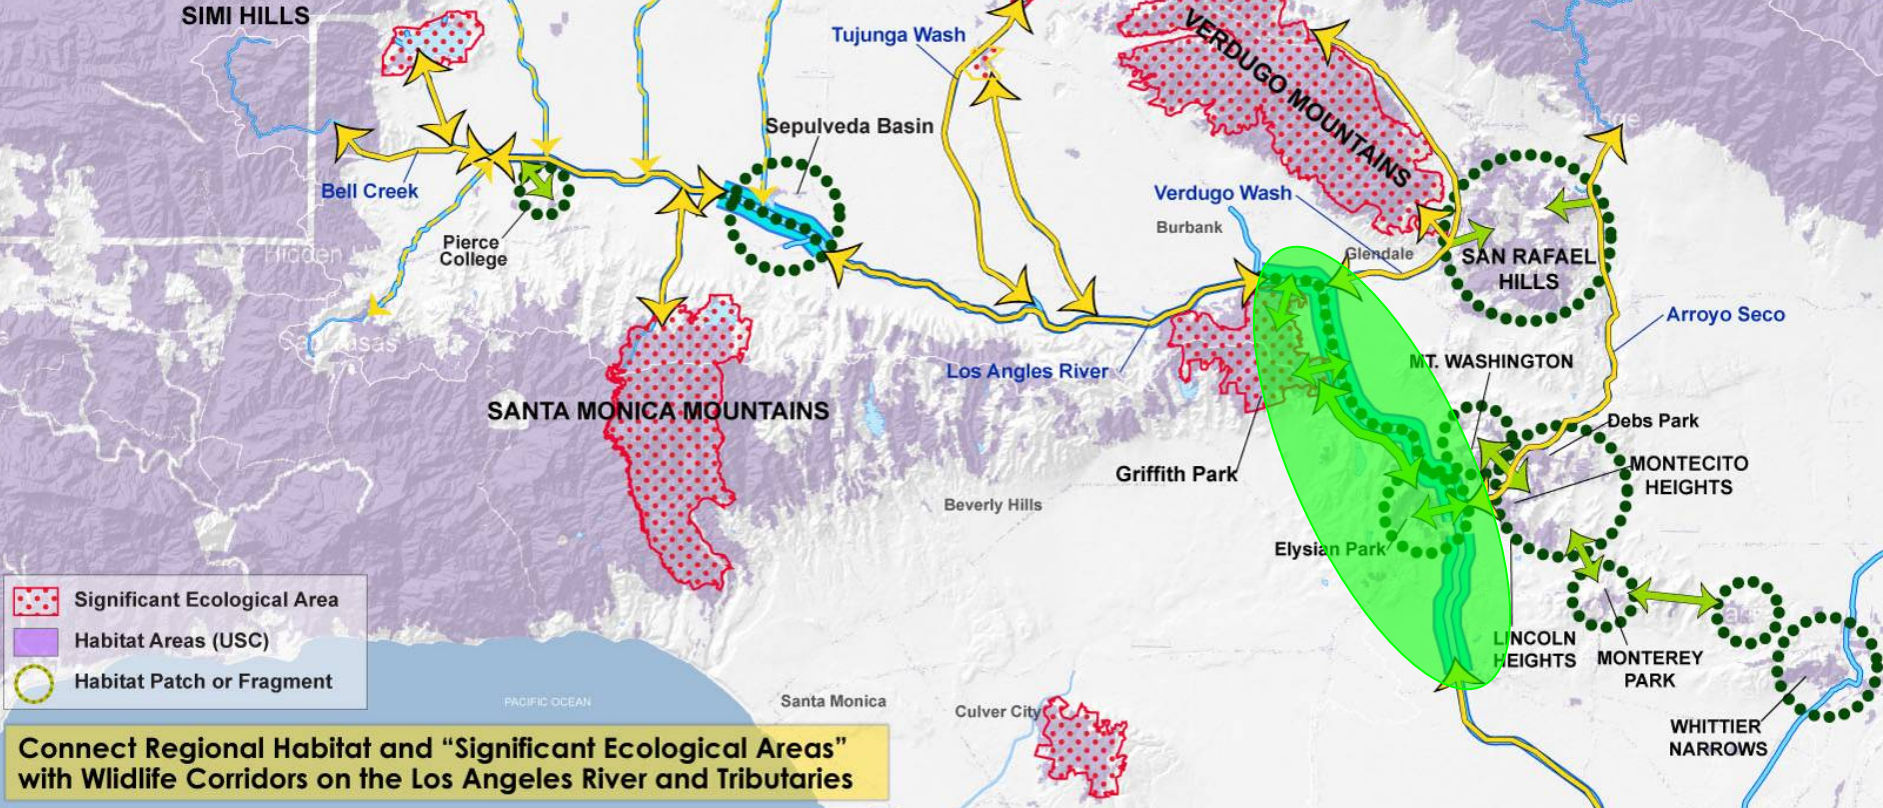 SIMI HILLS
Tujunga Wash
VERDUGO MOUNTAINS
Sepulveda Basin
Bell Creek
Verdugo Wash
Burbank
Pierce
College
Hidden
Glendale
SAN RAFAEL
HILLS
Arroyo Seco
MT. WASHINGTON
Los Angles River
SANTA MONICA MOUNTAINS
Debs Park
Griffith Park
MONTECITO
HEIGHTS
Beverly Hills
Elysian Park
Significant Ecological Area
Habitat Areas (USC)
Habitat Patch or Fragment
LINCOLN
HEIGHTS
MONTEREY
PARK
PACIFIC OCEAN
Santa Monica
Culver City
WHITTIER
NARROWS
Connect Regional Habitat and “Significant Ecological Areas”
with Wlidlife Corridors on the Los Angeles River and Tributaries